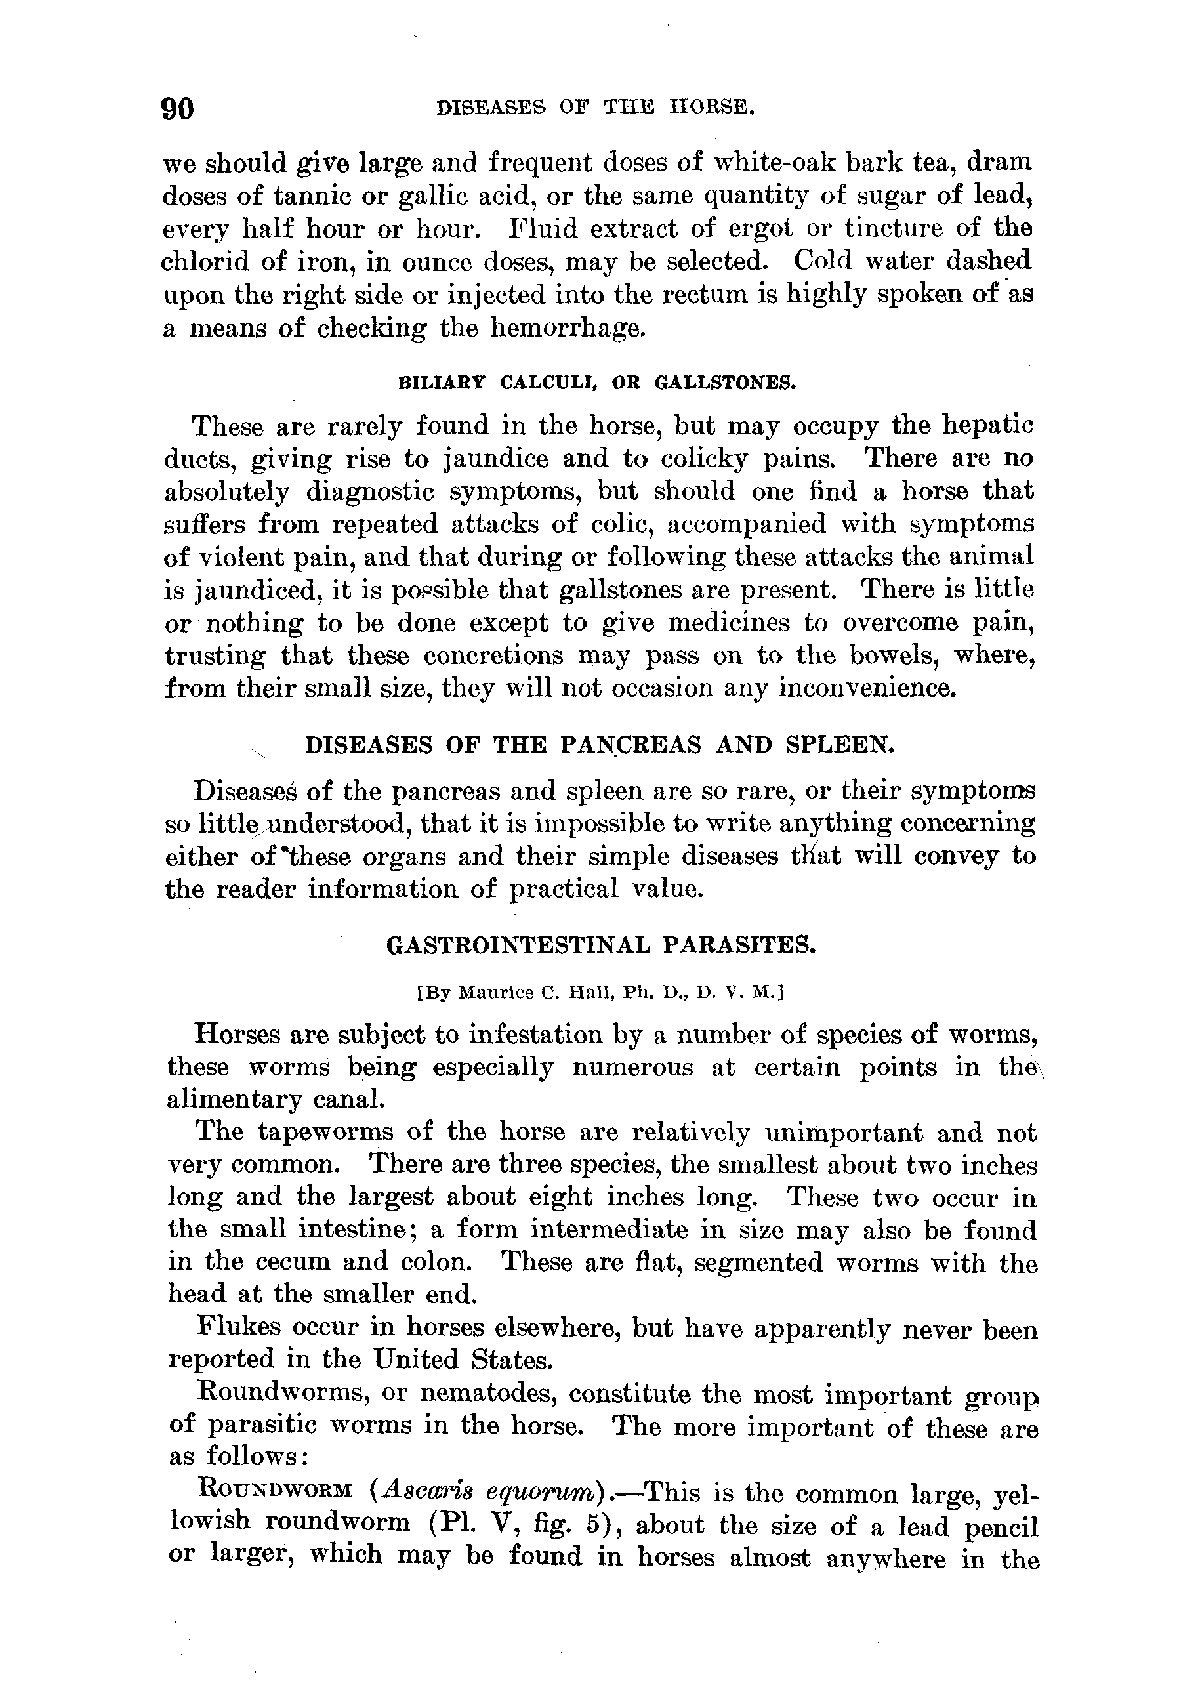 90 DISEASES OF THE HORSE.
we should give large and frequent doses of white-oak bark tea, dram
doses of tannic or gallic acid, or the same quantity of sugar of lead,
every half hour or hour. Fluid extract of ergot or tincture of the
chlorid of iron, in ounce doses, may be selected. Cold water dashed
upon the right side or injected into the rectum is highly spoken of as
a means of checking the hemorrhage.
BILIARY CALCULI, OR GALLSTONES.
These are rarely found in the horse, but may occupy the hepatic
ducts, giving rise to jaundice and to colicky pains. There are no
absolutely diagnostic symptoms, but should one find a horse that
suffers from repeated attacks of colic, accompanied with symptoms
of violent pain, and that during or following these attacks the animal
is jaundiced, it is possible that gallstones are present. There is little
or nothing to be done except to give medicines to overcome pain,
trusting that these concretions may pass on to the bowels, where,
from their small size, they will not occasion any inconvenience.
DISEASES OF THE PANCREAS AND SPLEEN.
Diseases of the pancreas and spleen are so rare, or their symptoms
so little understood, that it is impossible to write anything concerning
either of these organs and their simple diseases that will convey to
the reader information of practical value.
GASTROINTESTINAL PARASITES.
[By Maurice C. Hall, Ph. D., D. V. M.]
Horses are subject to infestation by a number of species of worms,
these worms being especially numerous at certain points in the
alimentary canal.
The tapeworms of the horse are relatively unimportant and not
very common. There are three species, the smallest about two inches
long and the largest about eight inches long. These two occur in
the small intestine; a form intermediate in size may also be found
in the cecum and colon. These are flat, segmented worms with the
head at the smaller end.
Flukes occur in horses elsewhere, but have apparently never been
reported in the United States.
Roundworms, or nematodes, constitute the most important group
of parasitic worms in the horse. The more important of these are
as follows:
ROUNDWORM (Ascaris equorum).—This is the common large, yel-
lowish roundworm (Pl. V, fig. 5), about the size of a lead pencil
or larger, which may be found in horses almost anywhere in the